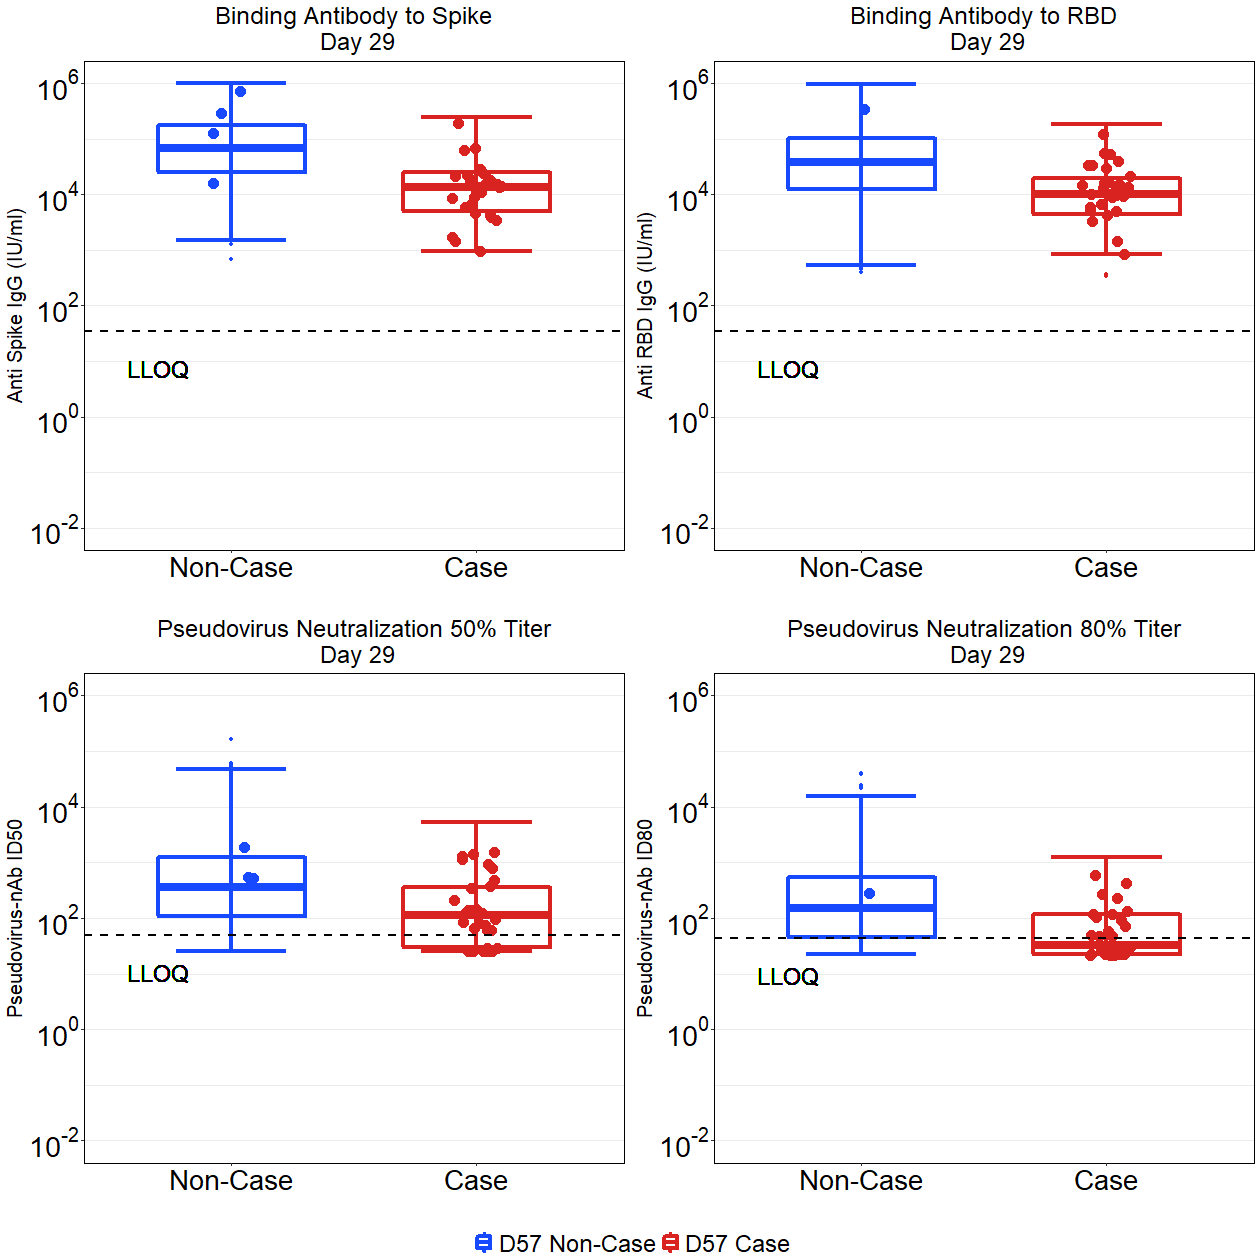 Binding Antibody to Spike
Day 29
Anti Spike IgG (IU/ml)
10^6
10^4
10^2
10^0
10^-2
LLOQ
Non-Case Case
Binding Antibody to RBD
Day 29
Anti RBD IgG (IU/ml)
10^6
10^4
10^2
10^0
10^-2
LLOQ
Non-Case Case
Pseudovirus Neutralization 50% Titer
Day 29
Pseudovirus-nAb ID50
10^6
10^4
10^2
10^0
10^-2
LLOQ
Non-Case Case
Pseudovirus Neutralization 80% Titer
Day 29
Pseudovirus-nAb ID80
10^6
10^4
10^2
10^0
10^-2
LLOQ
Non-Case Case
D57 Non-Case D57 Case